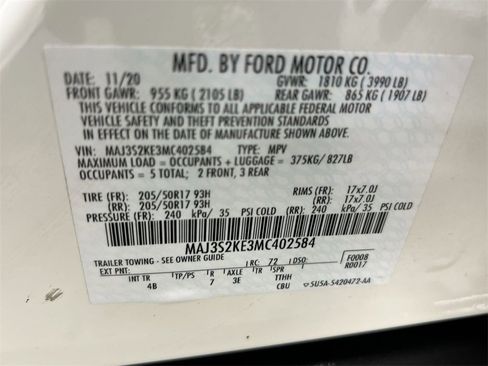 MFD. BY FORD MOTOR CO.
DATE: 11/20 GVWR: 1810 KG ( 3990 LB)
FRONT GAWR: 955 KG ( 2105 LB) REAR GAWR: 865 KG ( 1907 LB)
THIS VEHICLE CONFORMS TO ALL APPLICABLE FEDERAL MOTOR
VEHICLE SAFETY AND THEFT PREVENTION STANDARDS
IN EFFECT ON THE DATE OF MANUFACTURE SHOWN ABOVE.
VIN: MAJ3S2KE3MC402584 TYPE: MPV
MAXIMUM LOAD = OCCUPANTS + LUGGAGE = 375KG/ 827LB
OCCUPANTS = 5 TOTAL; 2 FRONT, 3 REAR
TIRE (FR): 205/50R17 93H RIMS (FR): 17x7.0J
(RR): 205/50R17 93H (RR): 17x7.0J
PRESSURE (FR): 240 kPa/ 35 PSI COLD (RR): 240 kPa/ 35 PSI COLD
MAJ3S2KE3MC402584
TRAILER TOWING - SEE OWNER GUIDE RC: 72 DSO: F0008
EXT PNT: R0017
INT TR TP/PS R AXLE TR SPR
4B 7 3E TTHH
CBU 5U5A-5420472-AA